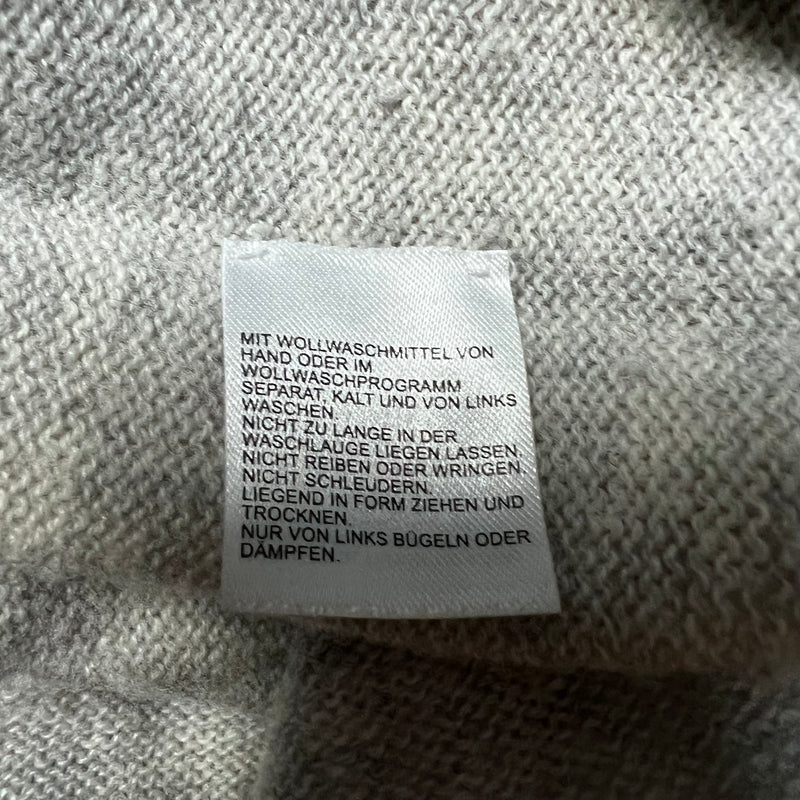 MIT WOLLWASCHMITTEL VON
HAND ODER IM
WOLLWASCHPROGRAMM
SEPARAT, KALT UND VON LINKS
WASCHEN.
NICHT ZU LANGE IN DER
WASCHLAUGE LIEGEN LASSEN.
NICHT REIBEN ODER WRINGEN.
NICHT SCHLEUDERN.
LIEGEND IN FORM ZIEHEN UND
TROCKNEN.
NUR VON LINKS BÜGELN ODER
DÄMPFEN.